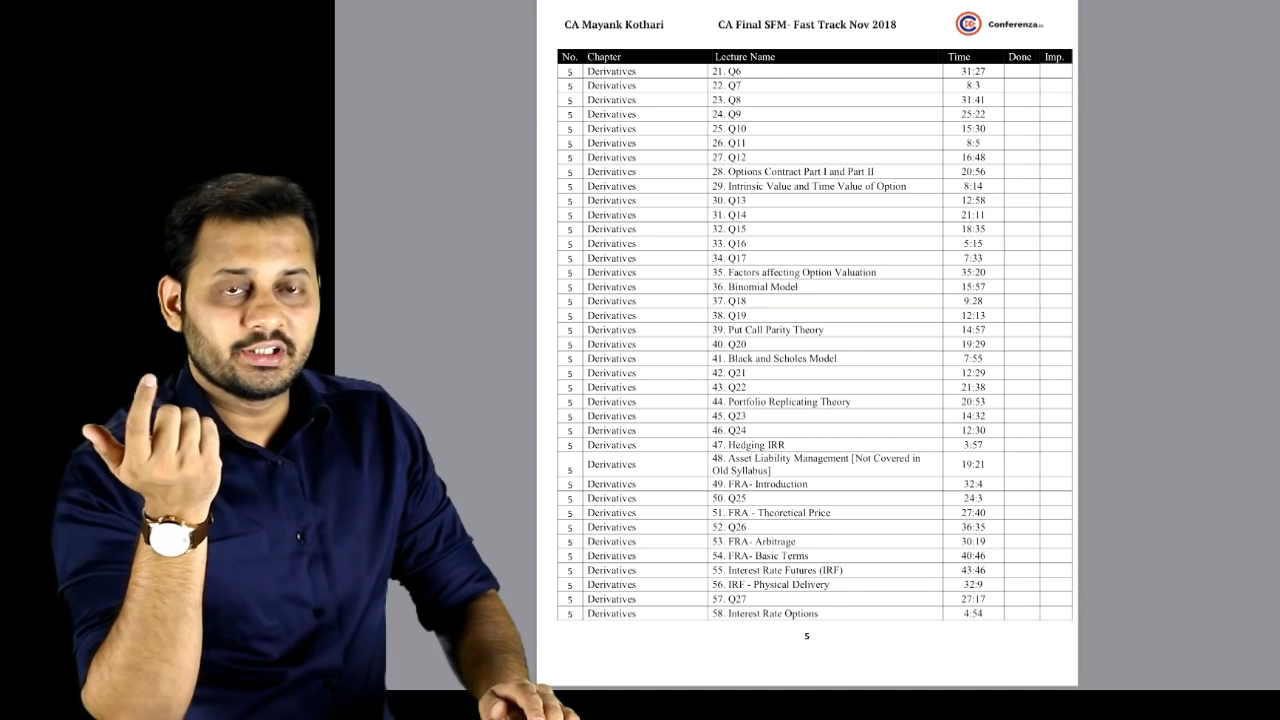 CA Mayank Kothari CA Final SFM- Fast Track Nov 2018 Conferenza.in
No. Chapter Lecture Name Time Done Imp.
5 Derivatives 21. Q6 31:27
5 Derivatives 22. Q7 8:3
5 Derivatives 23. Q8 31:41
5 Derivatives 24. Q9 25:22
5 Derivatives 25. Q10 15:30
5 Derivatives 26. Q11 8:5
5 Derivatives 27. Q12 16:48
5 Derivatives 28. Options Contract Part I and Part II 20:56
5 Derivatives 29. Intrinsic Value and Time Value of Option 8:14
5 Derivatives 30. Q13 12:58
5 Derivatives 31. Q14 21:11
5 Derivatives 32. Q15 18:35
5 Derivatives 33. Q16 5:15
5 Derivatives 34. Q17 7:33
5 Derivatives 35. Factors affecting Option Valuation 35:20
5 Derivatives 36. Binomial Model 15:57
5 Derivatives 37. Q18 9:28
5 Derivatives 38. Q19 12:13
5 Derivatives 39. Put Call Parity Theory 14:57
5 Derivatives 40. Q20 19:29
5 Derivatives 41. Black and Scholes Model 7:55
5 Derivatives 42. Q21 12:29
5 Derivatives 43. Q22 21:38
5 Derivatives 44. Portfolio Replicating Theory 20:53
5 Derivatives 45. Q23 14:32
5 Derivatives 46. Q24 12:30
5 Derivatives 47. Hedging IRR 3:57
5 Derivatives 48. Asset Liability Management [Not Covered in
Old Syllabus] 19:21
5 Derivatives 49. FRA- Introduction 32:4
5 Derivatives 50. Q25 24:3
5 Derivatives 51. FRA - Theoretical Price 27:40
5 Derivatives 52. Q26 36:35
5 Derivatives 53. FRA- Arbitrage 30:19
5 Derivatives 54. FRA- Basic Terms 40:46
5 Derivatives 55. Interest Rate Futures (IRF) 43:46
5 Derivatives 56. IRF - Physical Delivery 32:9
5 Derivatives 57. Q27 27:17
5 Derivatives 58. Interest Rate Options 4:54
5